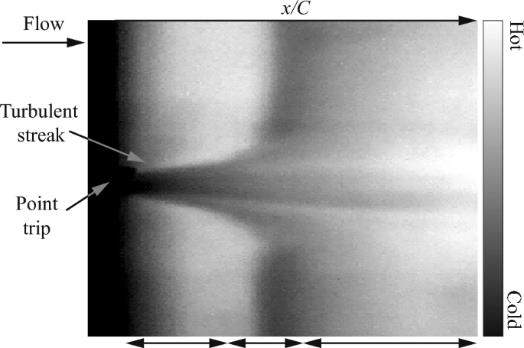 x/C
Flow
Hot
Turbulent
streak
Point
trip
Cold